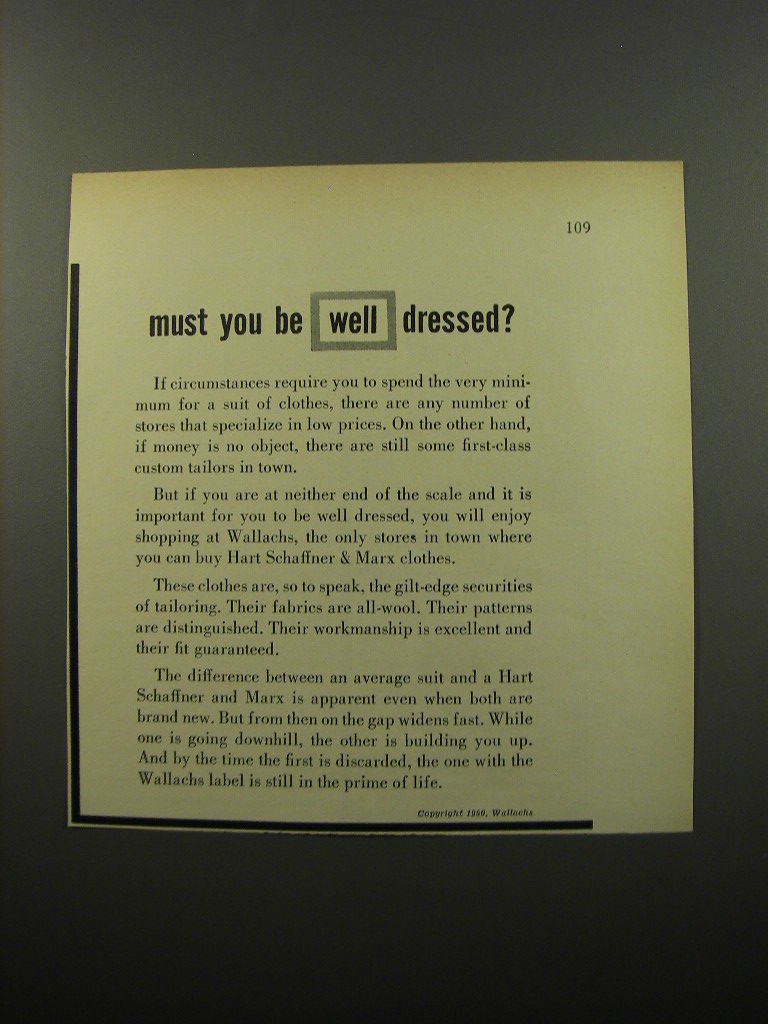 109
must you be well dressed?
If circumstances require you to spend the very mini-
mum for a suit of clothes, there are any number of
stores that specialize in low prices. On the other hand,
if money is no object, there are still some first-class
custom tailors in town.
But if you are at neither end of the scale and it is
important for you to be well dressed, you will enjoy
shopping at Wallachs, the only stores in town where
you can buy Hart Schaffner & Marx clothes.
These clothes are, so to speak, the gilt-edge securities
of tailoring. Their fabrics are all-wool. Their patterns
are distinguished. Their workmanship is excellent and
their fit guaranteed.
The difference between an average suit and a Hart
Schaffner and Marx is apparent even when both are
brand new. But from then on the gap widens fast. While
one is going downhill, the other is building you up.
And by the time the first is discarded, the one with the
Wallachs label is still in the prime of life.
Copyright 1950, Wallachs